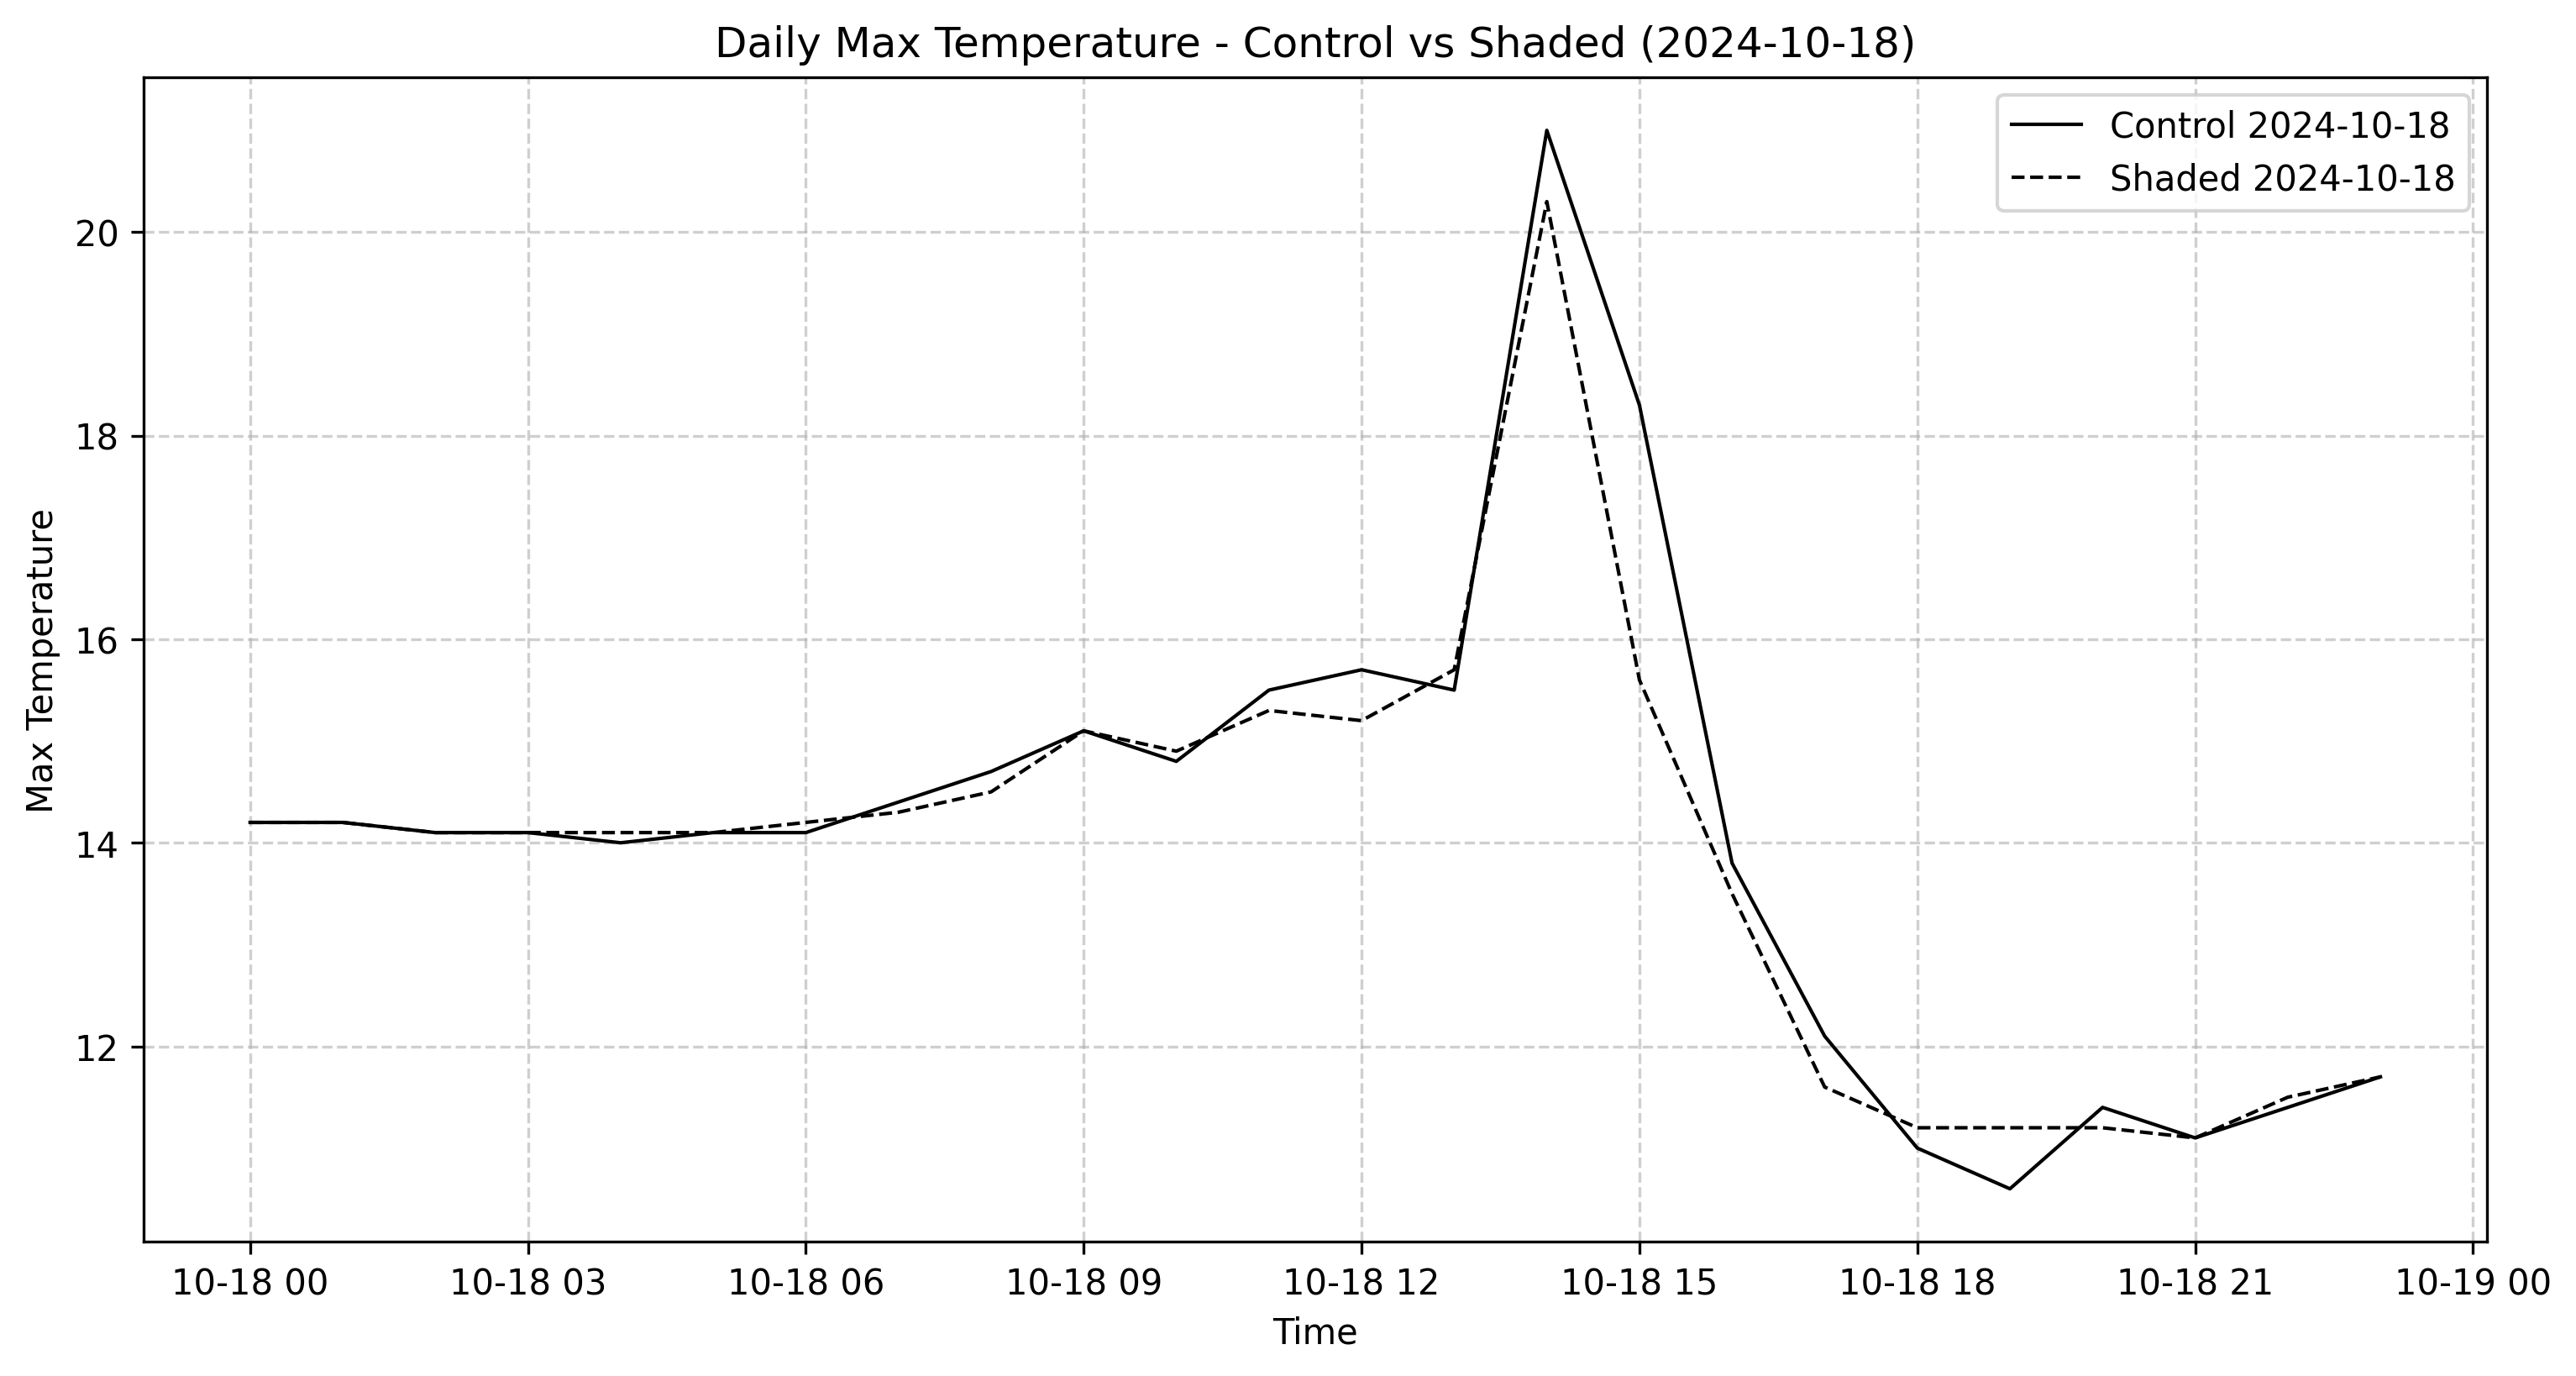 Daily Max Temperature - Control vs Shaded (2024-10-18)
Control 2024-10-18
Shaded 2024-10-18
Max Temperature
20
18
16
14
12
10-18 00
10-18 03
10-18 06
10-18 09
10-18 12
10-18 15
10-18 18
10-18 21
10-19 00
Time